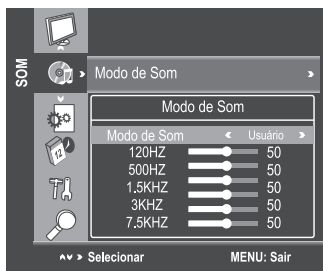 SOM
Modo de Som
Modo de Som
Modo de Som Usuário
120HZ 50
500HZ 50
1.5KHZ 50
3KHZ 50
7.5KHZ 50
12
Selecionar MENU: Sair